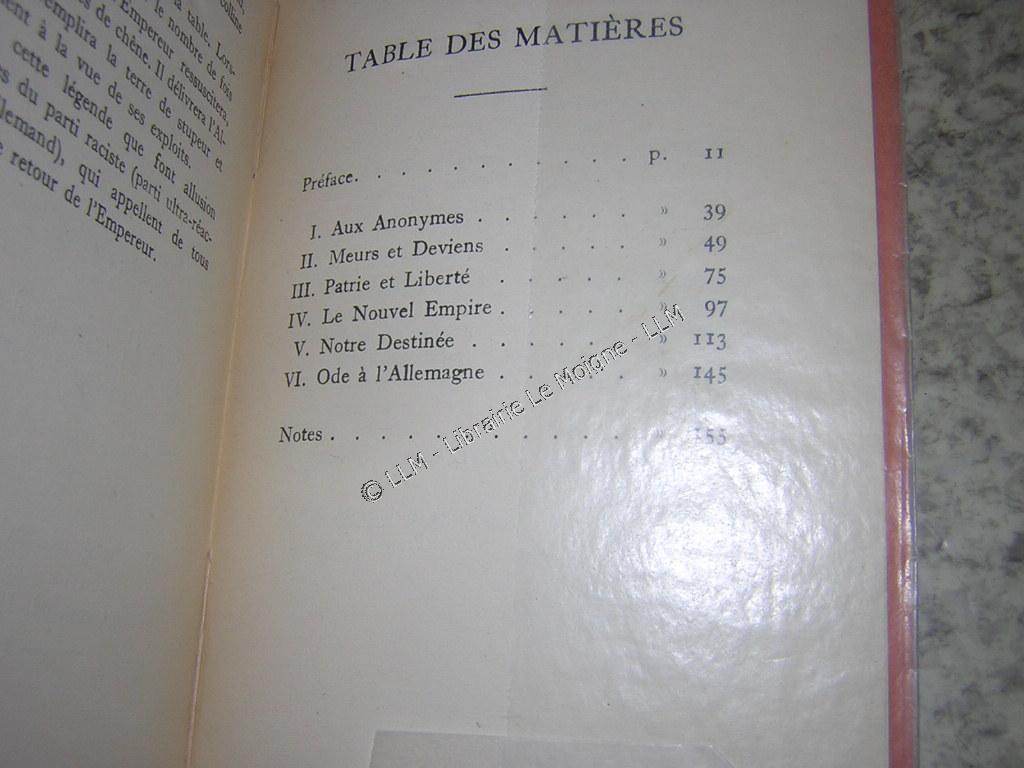 la table. Lors-
le nombre de fois
l'Empereur ressuscitera,
de chêne. Il délivrera l'Al-
emplira la terre de stupeur et
à la vue de ses exploits.
cette légende que font allusion
du parti raciste (parti ultra-réac-
qui appellent de tous
retour de l'Empereur.
TABLE DES MATIÈRES
Préface. . . . . . . . . p. 11
I. Aux Anonymes . . . . . . » 39
II. Meurs et Deviens . . . . . » 49
III. Patrie et Liberté . . . . . » 75
IV. Le Nouvel Empire . . . . . » 97
V. Notre Destinée . . . . . . » 113
VI. Ode à l'Allemagne . . . . . » 145
Notes . . . . . . . . . . . . » 155
© LLM - Librairie Le Moigne - LLM